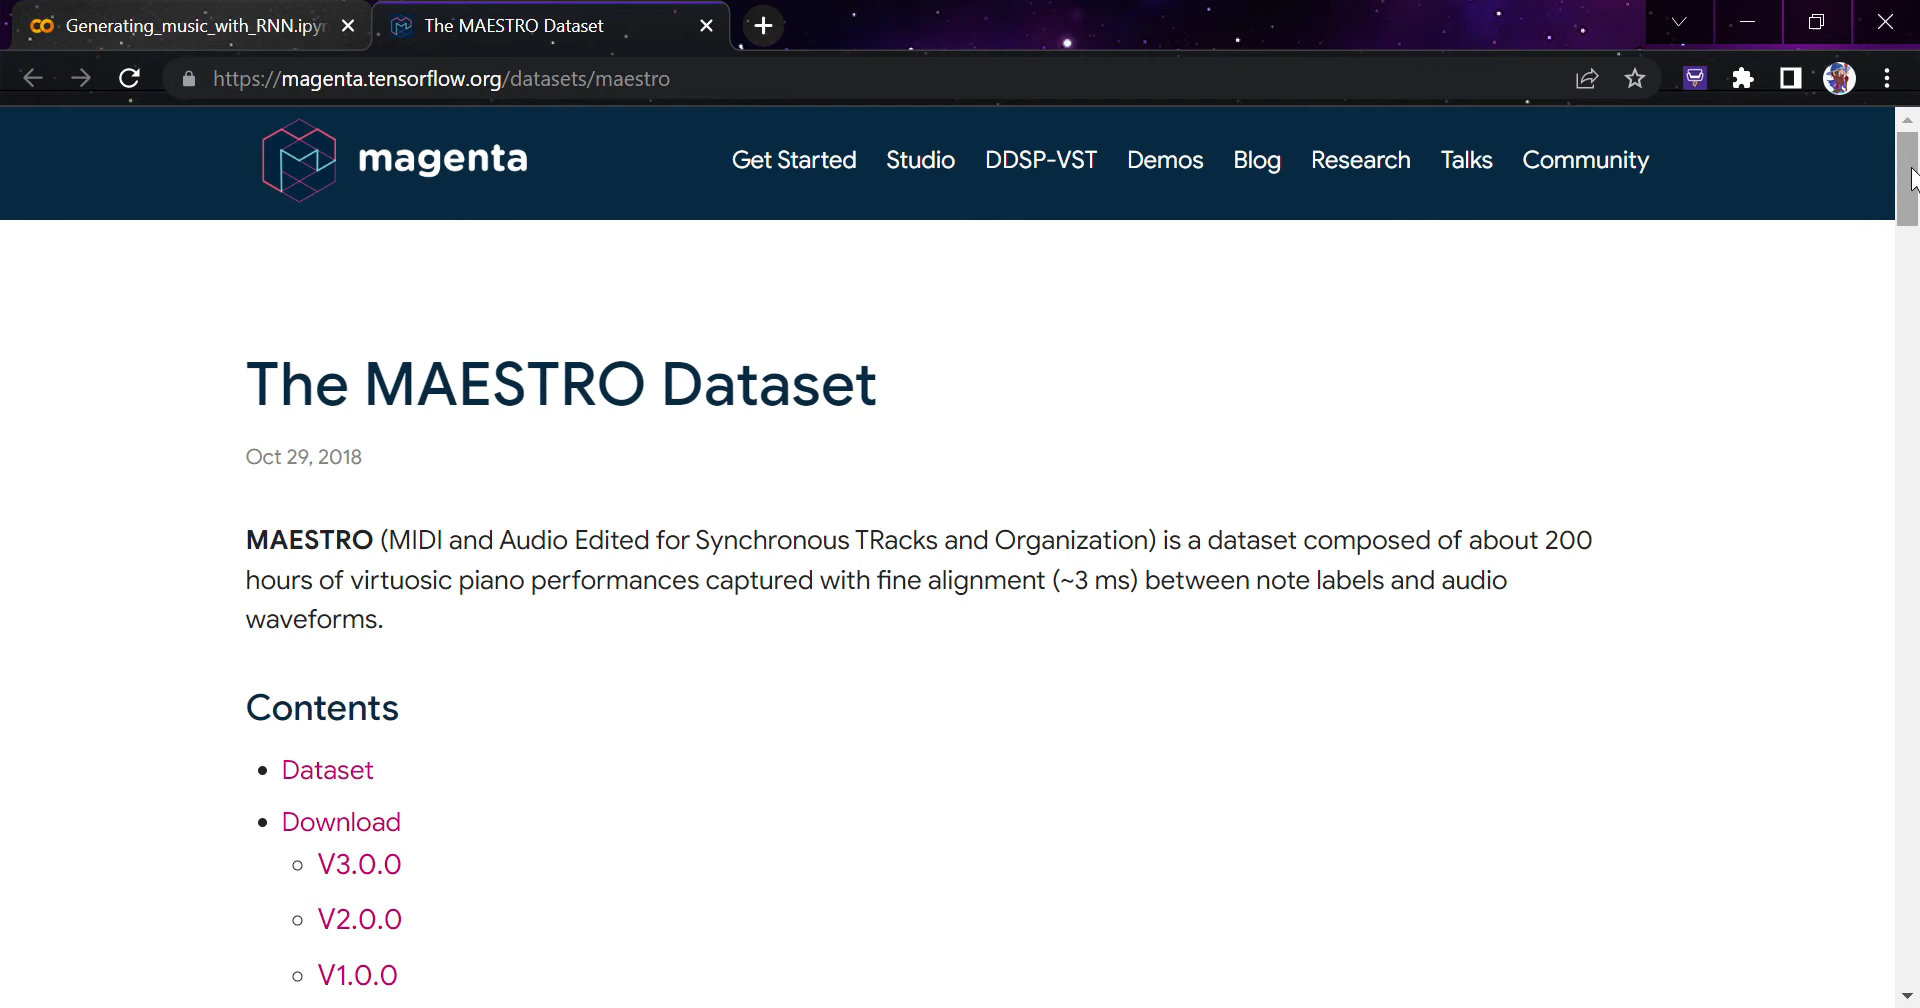 Generating_music_with_RNN.ipyn
The MAESTRO Dataset
https://magenta.tensorflow.org/datasets/maestro
magenta
Get Started Studio DDSP-VST Demos Blog Research Talks Community
The MAESTRO Dataset
Oct 29, 2018
MAESTRO (MIDI and Audio Edited for Synchronous TRacks and Organization) is a dataset composed of about 200
hours of virtuosic piano performances captured with fine alignment (~3 ms) between note labels and audio
waveforms.
Contents
Dataset
Download
V3.0.0
V2.0.0
V1.0.0